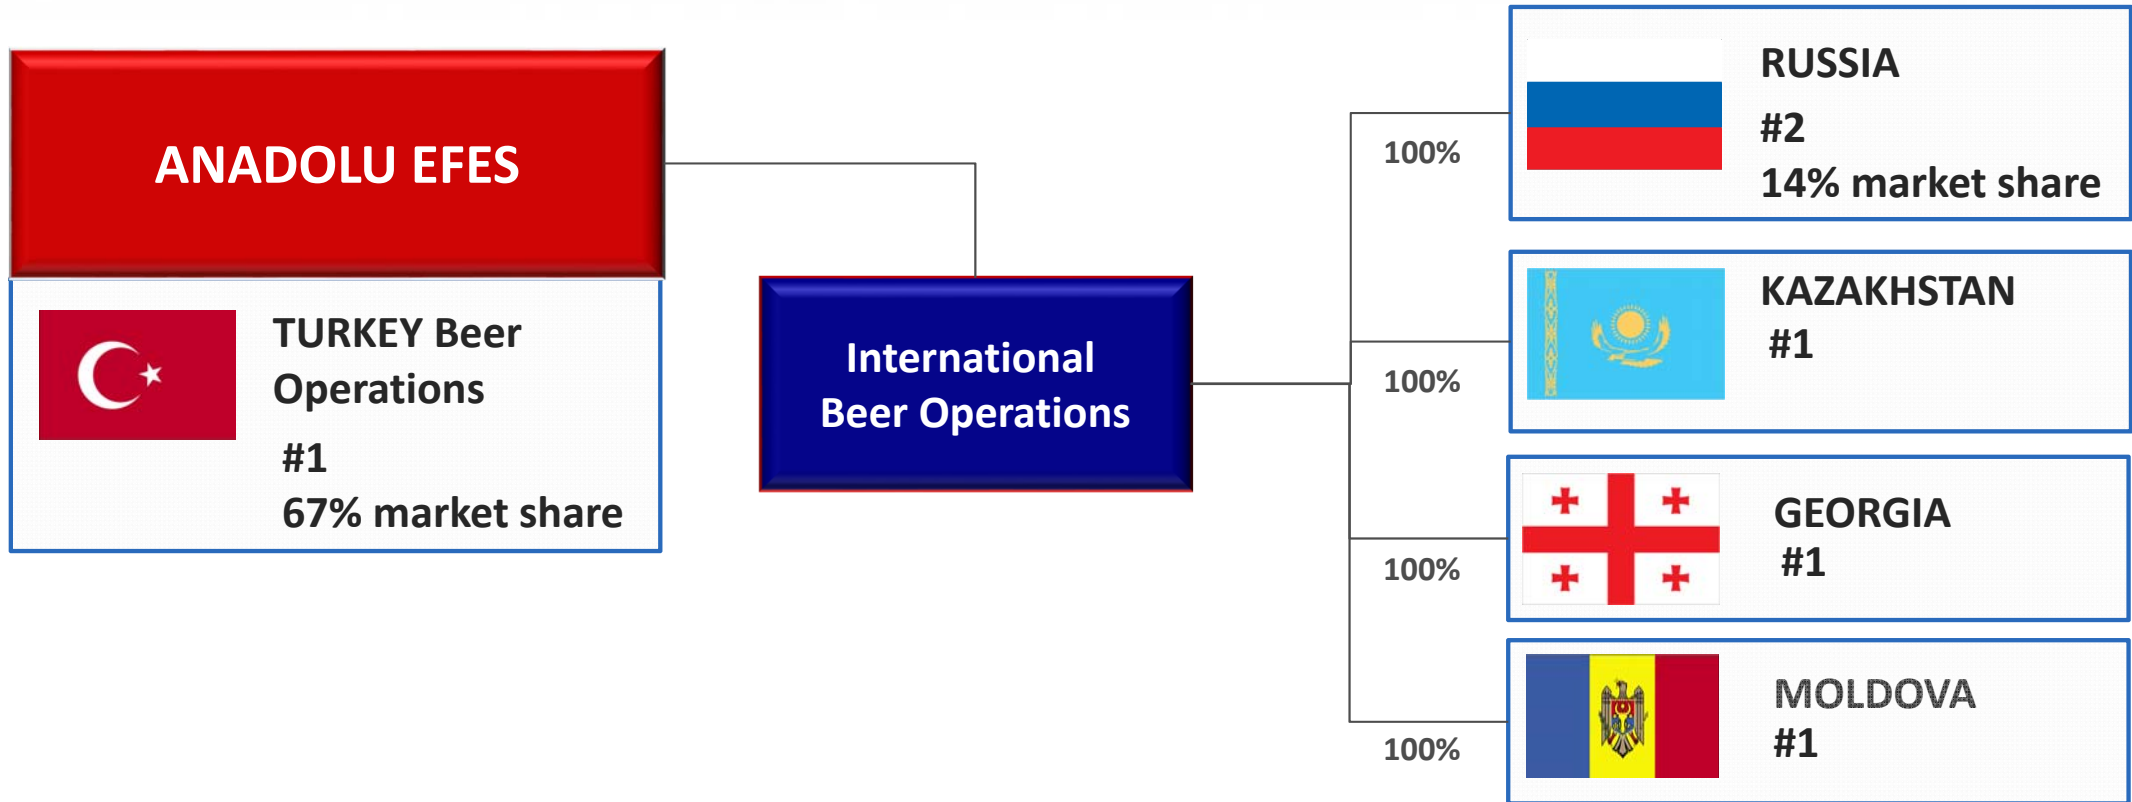 ANADOLU EFES
TURKEY Beer
Operations
#1
67% market share
International
Beer Operations
100%
RUSSIA
#2
14% market share
100%
KAZAKHSTAN
#1
100%
GEORGIA
#1
100%
MOLDOVA
#1